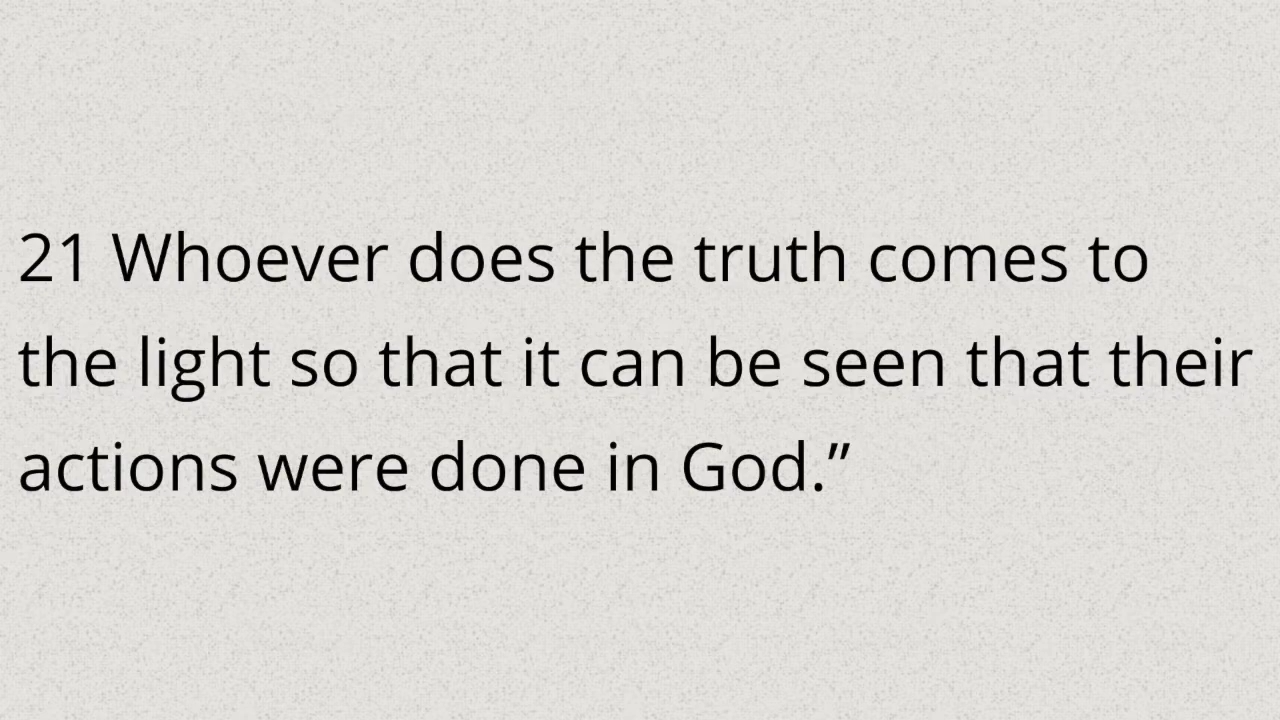 21 Whoever does the truth comes to
the light so that it can be seen that their
actions were done in God.”